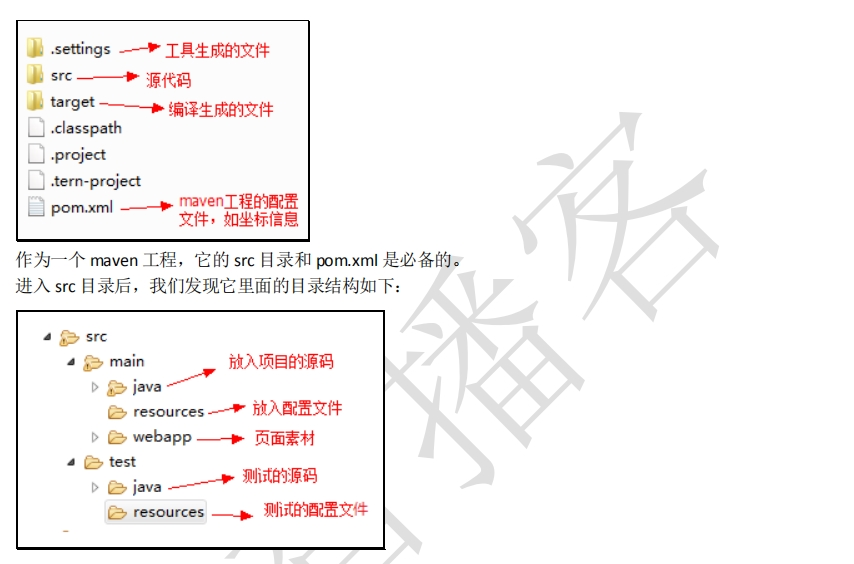 .settings 工具生成的文件
src 源代码
target 编译生成的文件
.classpath
.project
.tern-project
pom.xml maven工程的配置
文件，如坐标信息
作为一个 maven 工程，它的 src 目录和 pom.xml 是必备的。
进入 src 目录后，我们发现它里面的目录结构如下：
src
main 放入项目的源码
java
resources 放入配置文件
webapp 页面素材
test
java 测试的源码
resources 测试的配置文件
播客